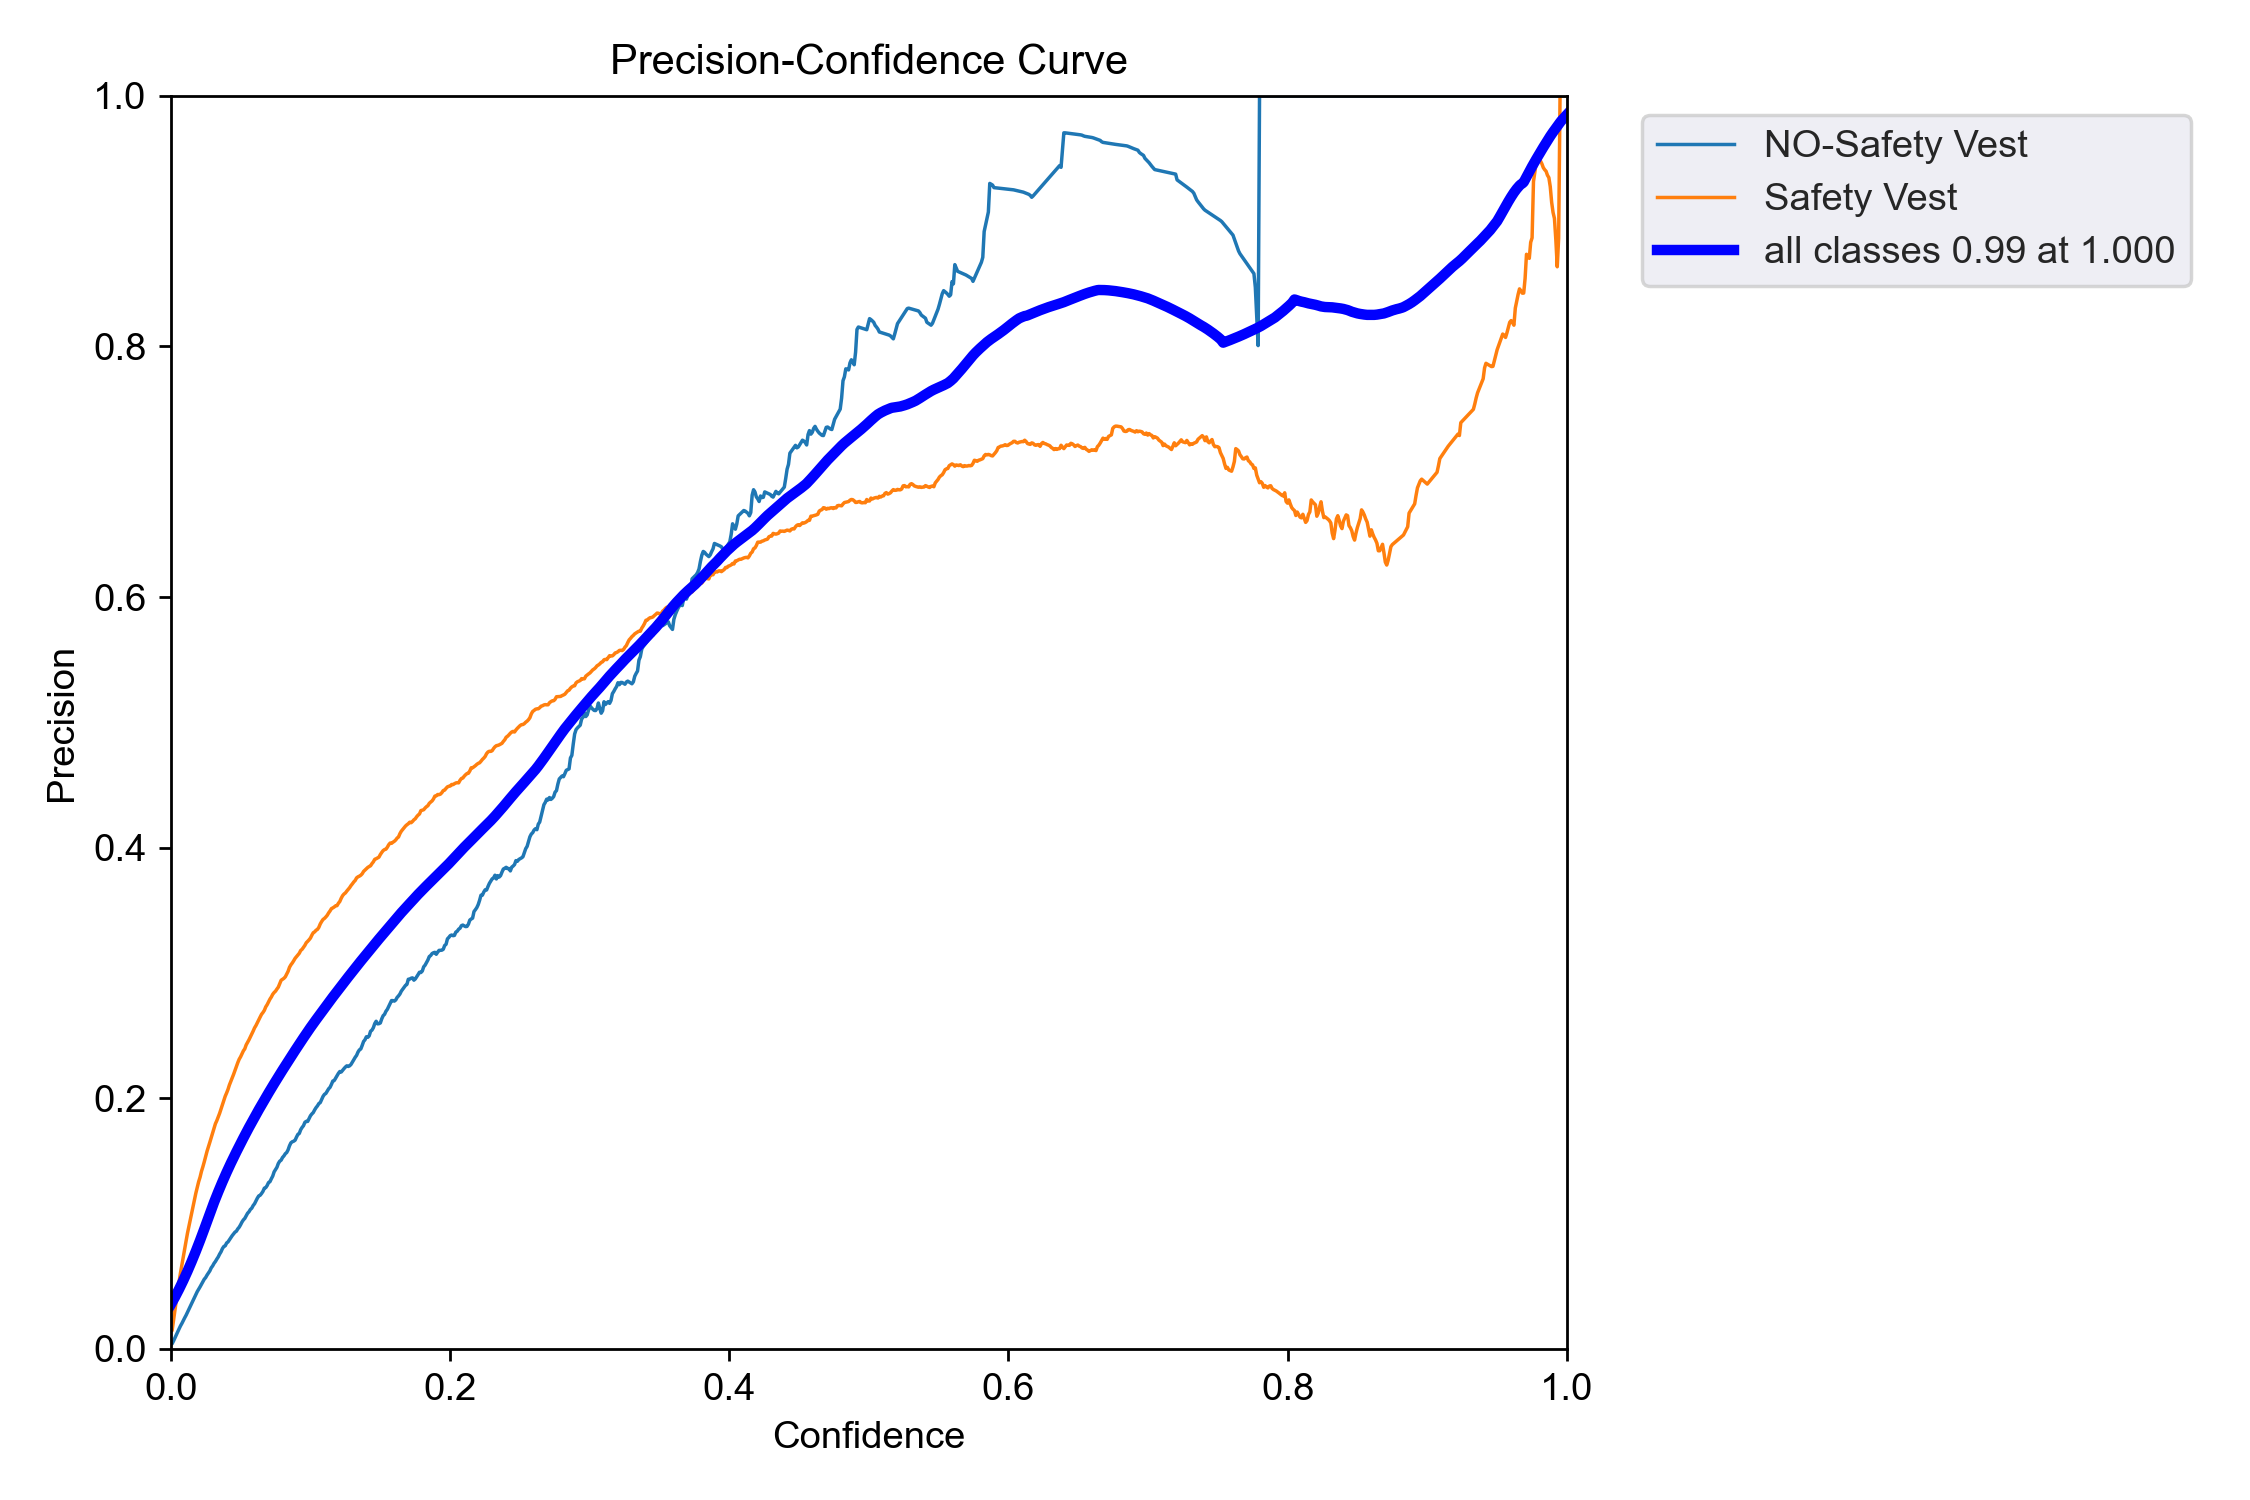 Precision-Confidence Curve
1.0
0.8
0.6
0.4
0.2
0.0
Precision
0.0 0.2 0.4 0.6 0.8 1.0
Confidence
NO-Safety Vest
Safety Vest
all classes 0.99 at 1.000